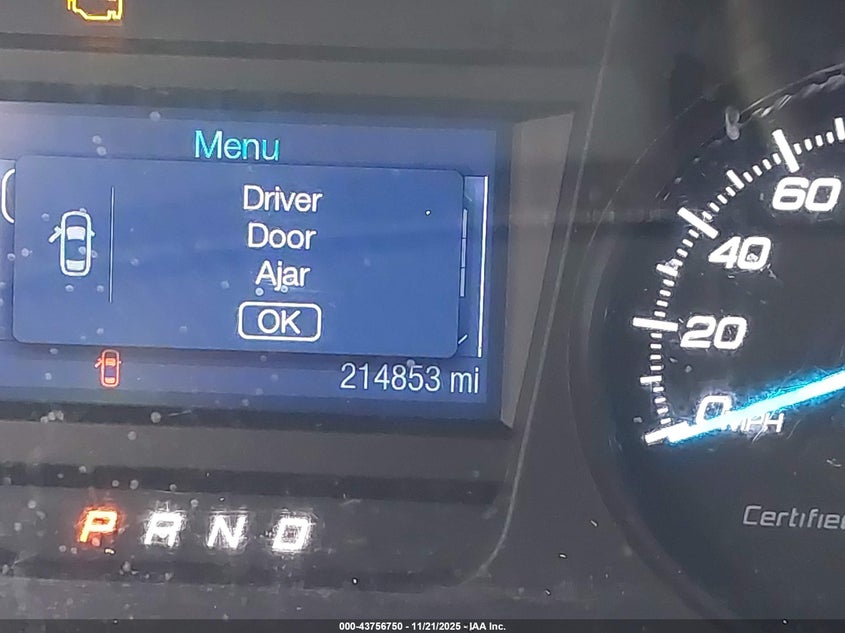 Menu
Driver
Door
Ajar
OK
214853 mi
60
40
20
0
MPH
P R N D
Certifie
000-43756750 - 11/21/2025 - IAA Inc.